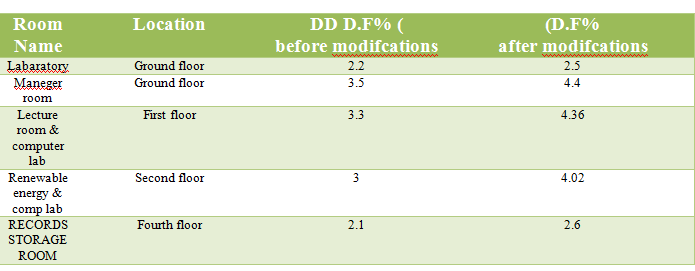 Room Name Location DD D.F% ( before modifcations (D.F% after modifcations
Labaratory Ground floor 2.2 2.5
Maneger room Ground floor 3.5 4.4
Lecture room & computer lab First floor 3.3 4.36
Renewable energy & comp lab Second floor 3 4.02
RECORDS STORAGE ROOM Fourth floor 2.1 2.6